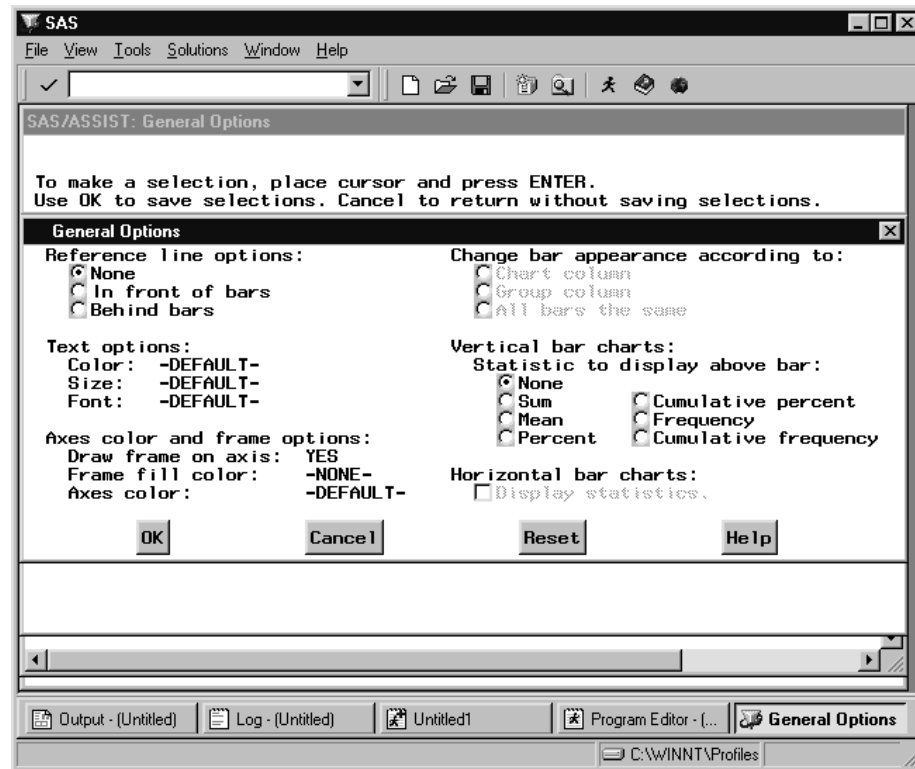 SAS
File View Tools Solutions Window Help
SAS/ASSIST: General Options
To make a selection, place cursor and press ENTER.
Use OK to save selections. Cancel to return without saving selections.
General Options
Reference line options:
None
In front of bars
Behind bars
Text options:
Color: -DEFAULT-
Size: -DEFAULT-
Font: -DEFAULT-
Axes color and frame options:
Draw frame on axis: YES
Frame fill color: -NONE-
Axes color: -DEFAULT-
Change bar appearance according to:
Chart column
Group column
All bars the same
Vertical bar charts:
Statistic to display above bar:
None
Sum
Mean
Percent
Cumulative percent
Frequency
Cumulative frequency
Horizontal bar charts:
Display statistics.
OK Cancel Reset Help
Output - (Untitled) Log - (Untitled) Untitled1 Program Editor - (... General Options
C:\WINNT\Profiles